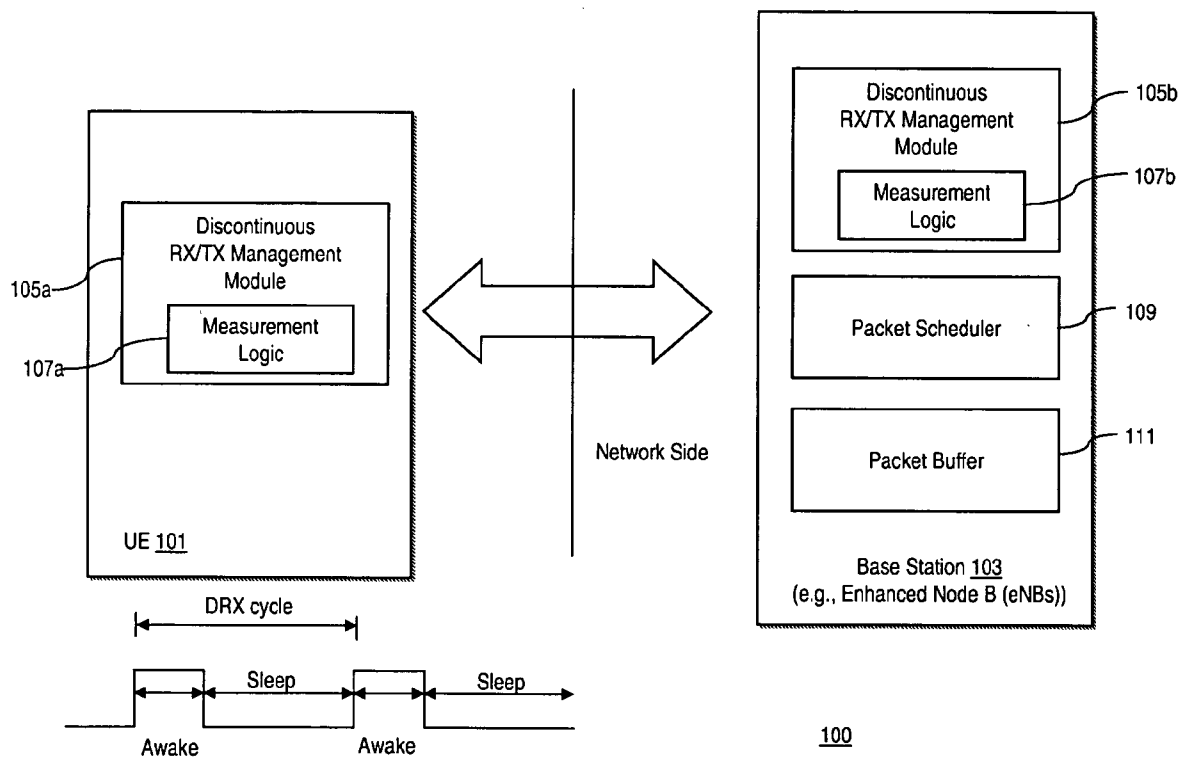 Discontinuous
RX/TX Management
Module
Measurement
Logic
105a
107a
UE 101
Network Side
Discontinuous
RX/TX Management
Module
Measurement
Logic
105b
107b
Packet Scheduler
109
Packet Buffer
111
Base Station 103
(e.g., Enhanced Node B (eNBs))
DRX cycle
Sleep
Sleep
Awake
Awake
100